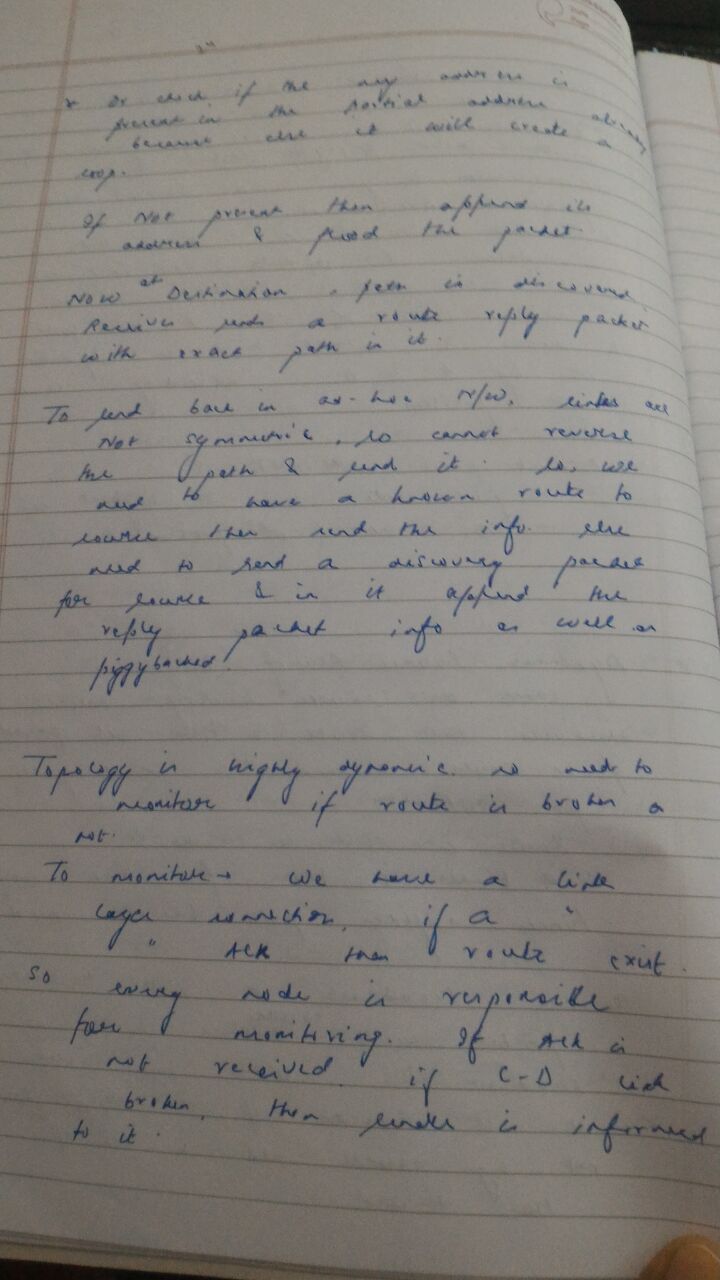 if the any address is
present in the partial address already
because else it will create a
loop.
If Not present then append its
address & flood the packet
Now at Destination, path is discovered.
Receiver sends a route reply packet
with exact path in it.
To send back in ad-hoc N/W, links are
Not symmetric, so cannot reverse
the path & send it. So, we
need to have a known route to
source then send the info. else
need to send a discovery packet
for source & in it append the
reply packet info as well as
piggybacked.
Topology is highly dynamic. so need to
monitor if route is broken or
not.
To monitor → we have a link
layer connection, if a "
" ACK then route exist.
so every node is responsible
for monitiring. If ACK is
not received. if C-D link
broken, then sender is informed
to it.